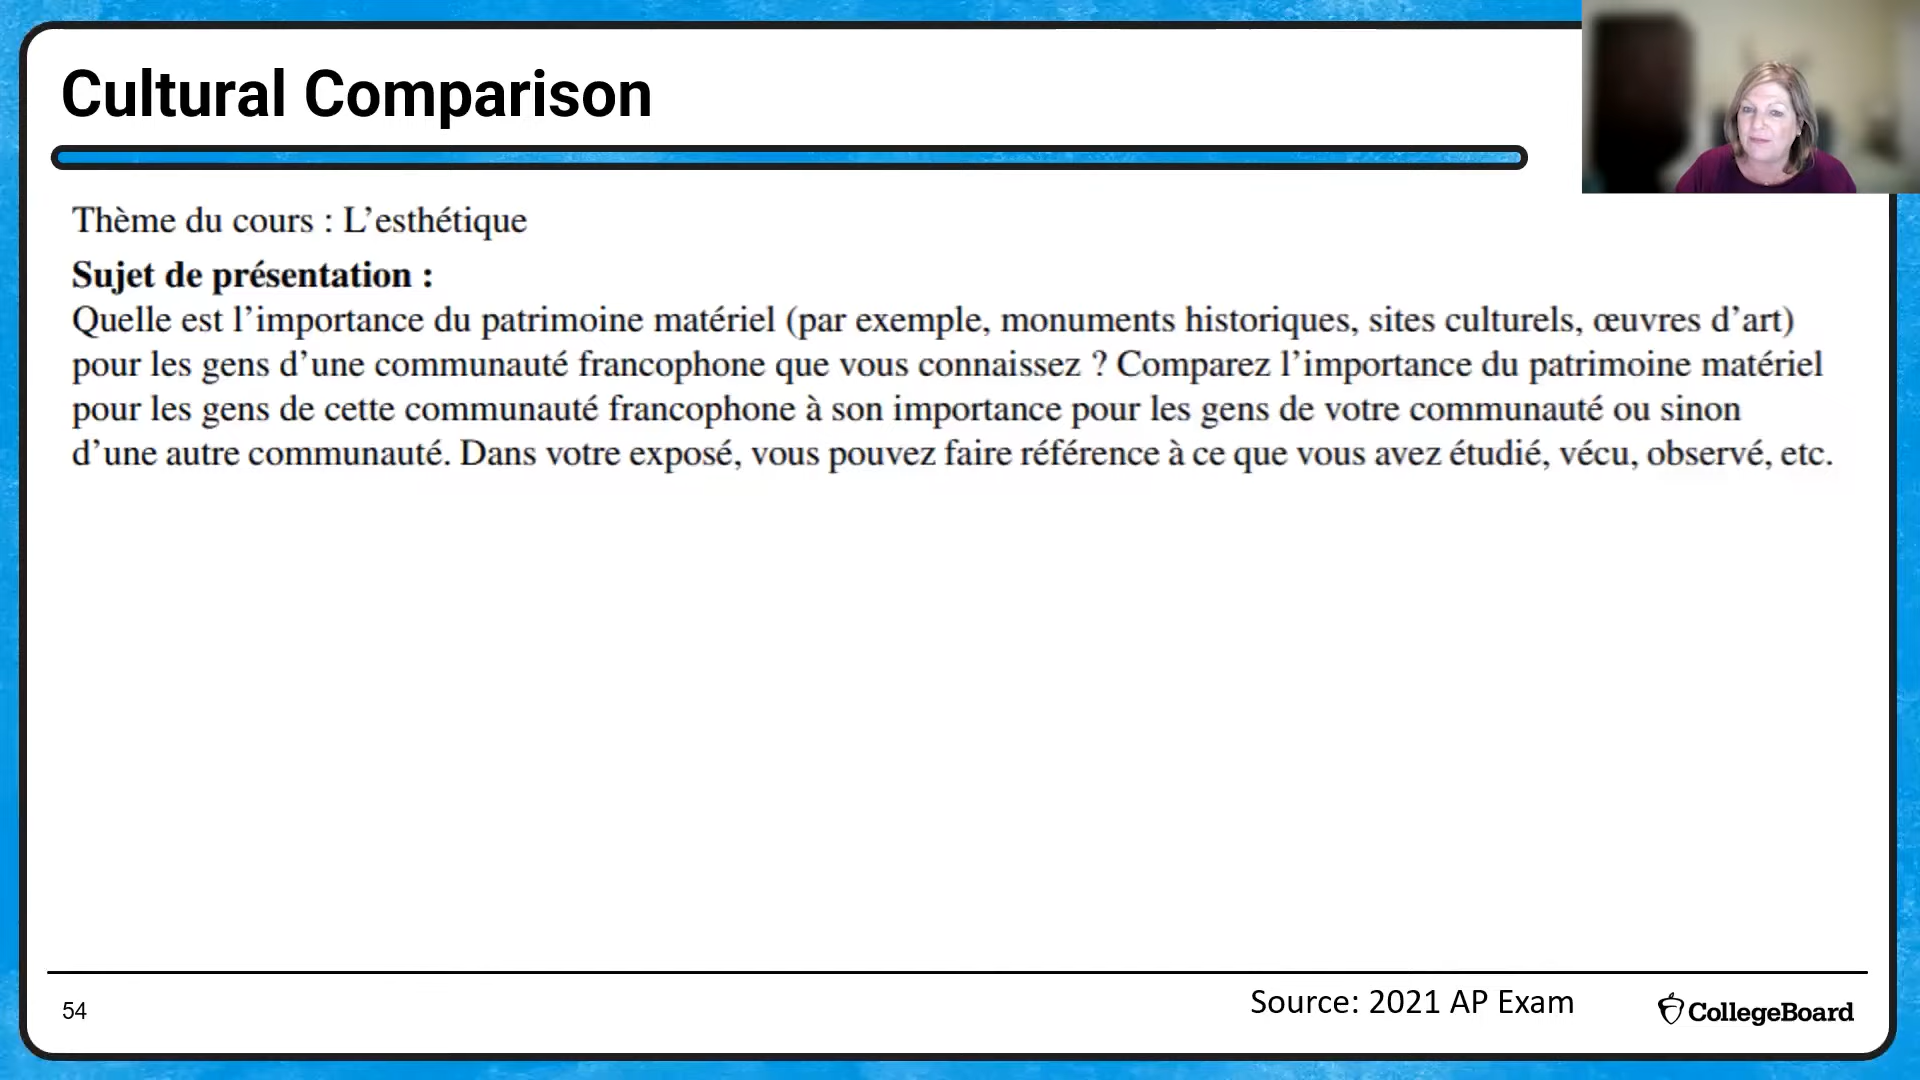 Cultural Comparison
Thème du cours : L’esthétique
Sujet de présentation :
Quelle est l’importance du patrimoine matériel (par exemple, monuments historiques, sites culturels, œuvres d’art)
pour les gens d’une communauté francophone que vous connaissez ? Comparez l’importance du patrimoine matériel
pour les gens de cette communauté francophone à son importance pour les gens de votre communauté ou sinon
d’une autre communauté. Dans votre exposé, vous pouvez faire référence à ce que vous avez étudié, vécu, observé, etc.
54
Source: 2021 AP Exam
CollegeBoard